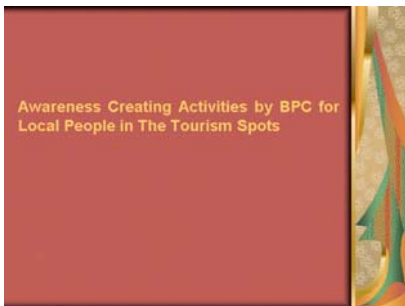 Awareness Creating Activities by BPC for
Local People in The Tourism Spots